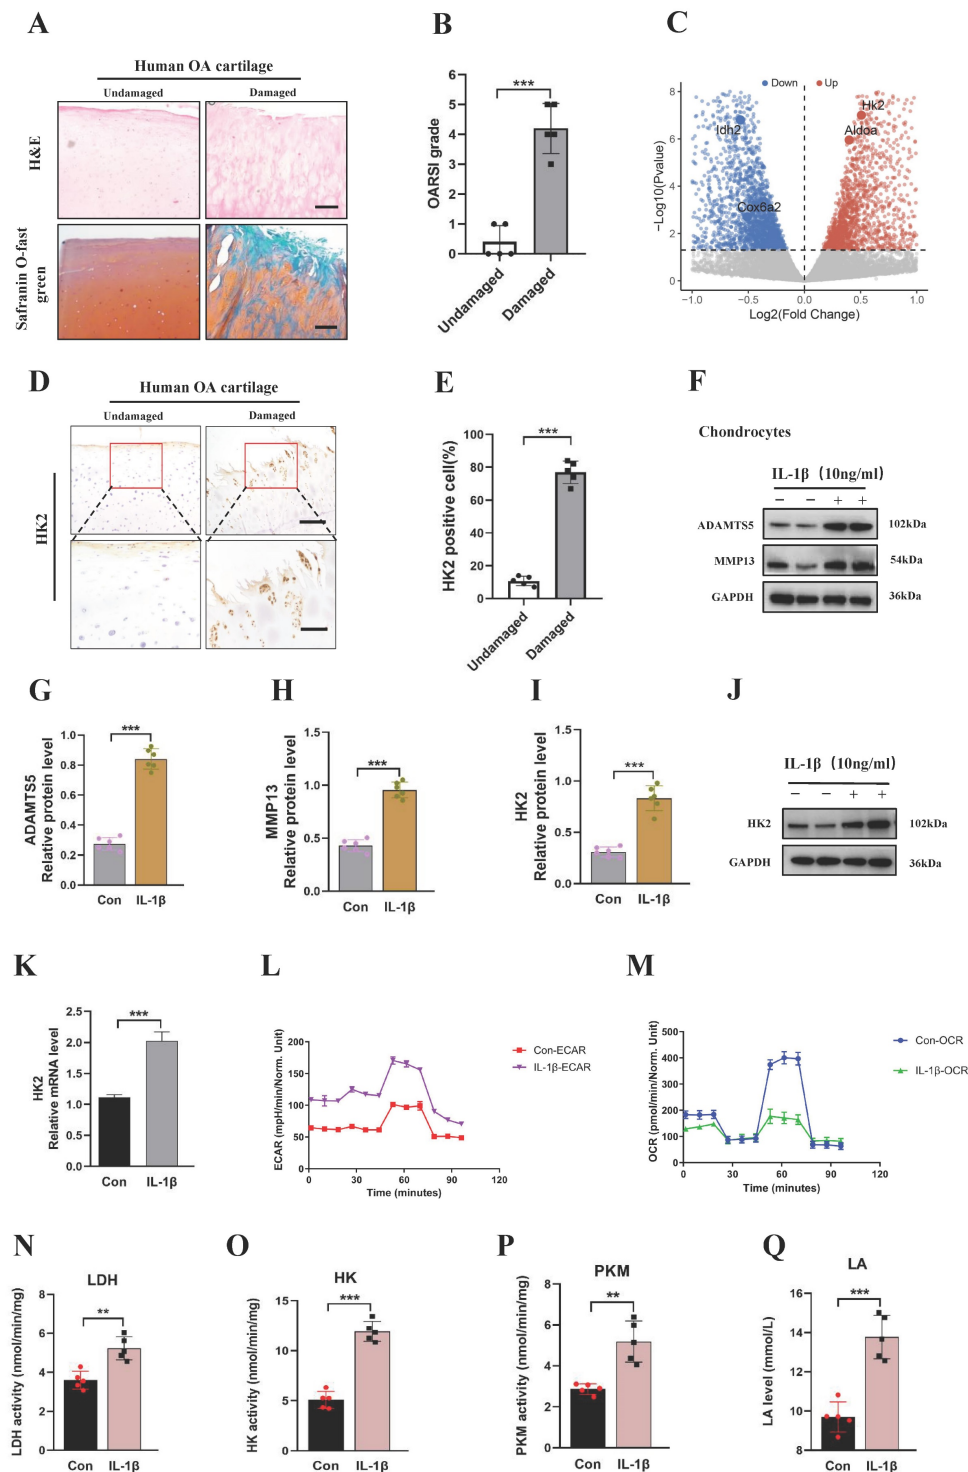 A
Human OA cartilage
Undamaged
Damaged
H&E
Safranin O-fast
green
B
OARSI grade
6
5
4
3
2
1
0
***
Undamaged
Damaged
C
Down
Up
Hk2
Idh2
Aldoa
Cox6a2
−Log10(Pvalue)
8
6
4
2
0
−1.0
−0.5
0.0
0.5
1.0
Log2(Fold Change)
D
Human OA cartilage
Undamaged
Damaged
HK2
E
HK2 positive cell(%)
100
80
60
40
20
0
***
Undamaged
Damaged
F
Chondrocytes
IL-1β (10ng/ml)
− − + +
ADAMTS5 102kDa
MMP13 54kDa
GAPDH 36kDa
G
ADAMTS5
Relative protein level
1.0
0.8
0.6
0.4
0.2
0.0
***
Con IL-1β
H
MMP13
Relative protein level
1.5
1.0
0.5
0.0
***
Con IL-1β
I
HK2
Relative protein level
1.5
1.0
0.5
0.0
***
Con IL-1β
J
IL-1β (10ng/ml)
− − + +
HK2 102kDa
GAPDH 36kDa
K
HK2
Relative mRNA level
2.5
2.0
1.5
1.0
0.5
0.0
***
Con IL-1β
L
ECAR (mpH/min/Norm. Unit)
200
150
100
50
0
0 30 60 90 120
Time (minutes)
Con-ECAR
IL-1β-ECAR
M
OCR (pmol/min/Norm. Unit)
500
400
300
200
100
0
0 30 60 90 120
Time (minutes)
Con-OCR
IL-1β-OCR
N
LDH
LDH activity (nmol/min/mg)
8
6
4
2
0
**
Con IL-1β
O
HK
HK activity (nmol/min/mg)
15
10
5
0
***
Con IL-1β
P
PKM
PKM activity (nmol/min/mg)
8
6
4
2
0
**
Con IL-1β
Q
LA
LA level (mmol/L)
16
14
12
10
8
***
Con IL-1β